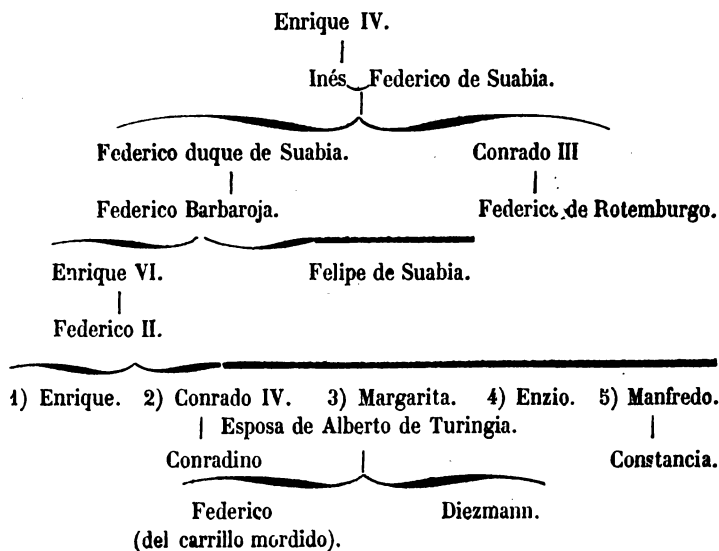 Enrique IV.
Inés Federico de Suabia.
Federico duque de Suabia. Conrado III
Federico Barbaroja. Federico de Rotemburgo.
Enrique VI. Felipe de Suabia.
Federico II.
1) Enrique. 2) Conrado IV. 3) Margarita. 4) Enzio. 5) Manfredo.
Esposa de Alberto de Turingia.
Conradino Constancia.
Federico Diezmann.
(del carrillo mordido).